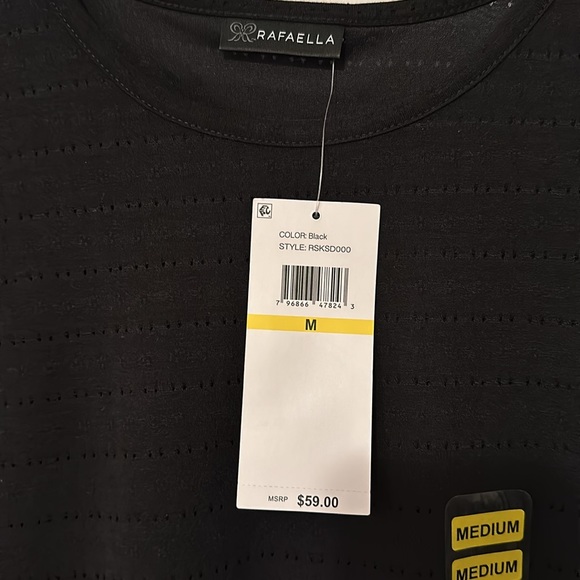 RAFAELLA
COLOR: Black
STYLE: RSKSD000
7 96866 47824 3
M
MSRP $59.00
MEDIUM
MEDIUM